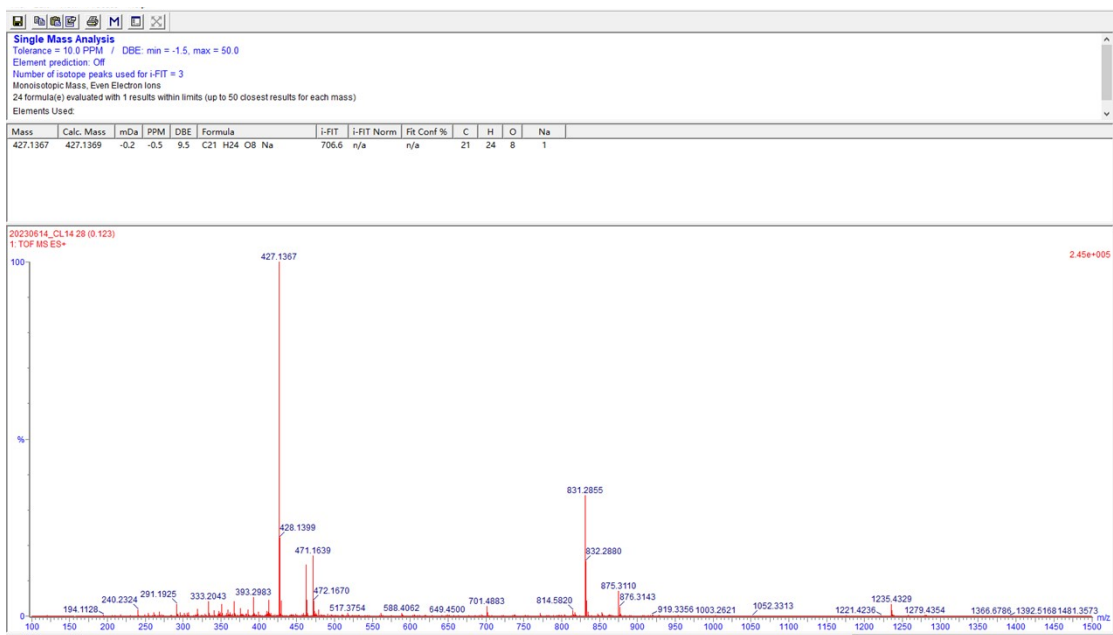 M
Single Mass Analysis
Tolerance = 10.0 PPM / DBE: min = -1.5, max = 50.0
Element prediction: Off
Number of isotope peaks used for i-FIT = 3
Monoisotopic Mass, Even Electron Ions
24 formula(e) evaluated with 1 results within limits (up to 50 closest results for each mass)
Elements Used:
Mass Calc. Mass mDa PPM DBE Formula i-FIT i-FIT Norm Fit Conf % C H O Na
427.1367 427.1369 -0.2 -0.5 9.5 C21 H24 O8 Na 706.6 n/a n/a 21 24 8 1
20230614_CL14 28 (0.123)
1: TOF MS ES+
2.45e+005
100
%
0
427.1367
428.1399
471.1639
472.1670
393.2983
333.2043
291.1925
240.2324
194.1128
517.3754
588.4062
649.4500
701.4883
814.5820
831.2855
832.2880
875.3110
876.3143
919.3356
1003.2621
1052.3313
1221.4236
1235.4329
1279.4354
1366.6786
1392.5168
1481.3573
m/z
100 150 200 250 300 350 400 450 500 550 600 650 700 750 800 850 900 950 1000 1050 1100 1150 1200 1250 1300 1350 1400 1450 1500